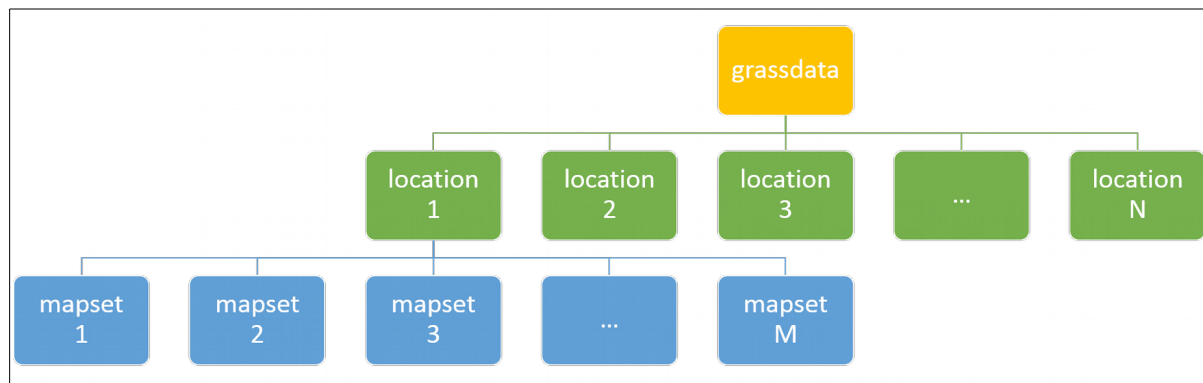 grassdata
location
1
location
2
location
3
...
location
N
mapset
1
mapset
2
mapset
3
...
mapset
M